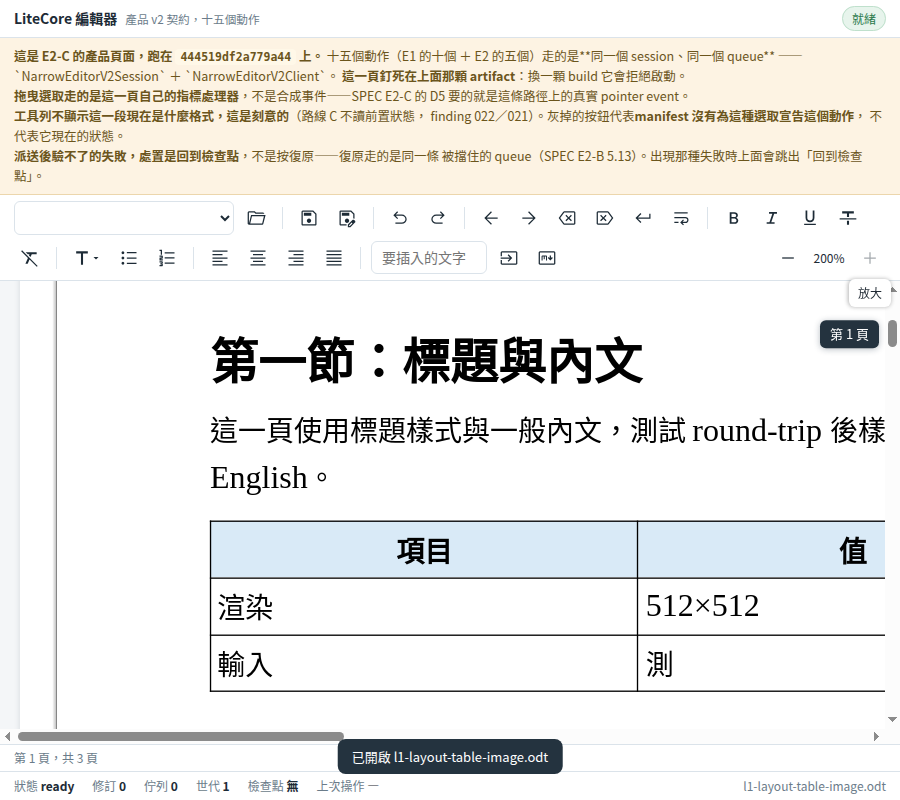 LiteCore 編輯器 產品 v2 契約，十五個動作
就緒
這是 E2-C 的產品頁面，跑在 444519df2a779a44 上。十五個動作（E1 的十個 ＋ E2 的五個）走的是**同一個 session、同一個 queue** ——
`NarrowEditorV2Session` ＋ `NarrowEditorV2Client`。這一頁釘死在上面那顆 artifact：換一顆 build 它會拒絕啟動。
拖曳選取走的是這一頁自己的指標處理器，不是合成事件——SPEC E2-C 的 D5 要的就是這條路徑上的真實 pointer event。
工具列不顯示這一段現在是什麼格式，這是刻意的（路線 C 不讀前置狀態， finding 022／021）。灰掉的按鈕代表manifest 沒有為這種選取宣告這個動作， 不
代表它現在的狀態。
派送後驗不了的失敗，處置是回到檢查點，不是按復原——復原走的是同一條 被擋住的 queue（SPEC E2-B 5.13）。出現那種失敗時上面會跳出「回到檢查
點」。
B I U T
T 要插入的文字 200%
放大
第 1 頁
第一節：標題與內文
這一頁使用標題樣式與一般內文，測試 round-trip 後樣
English。
項目 值
渲染 512×512
輸入 測
已開啟 l1-layout-table-image.odt
第 1 頁，共 3 頁
狀態 ready 修訂 0 佇列 0 世代 1 檢查點 無 上次操作 —
l1-layout-table-image.odt